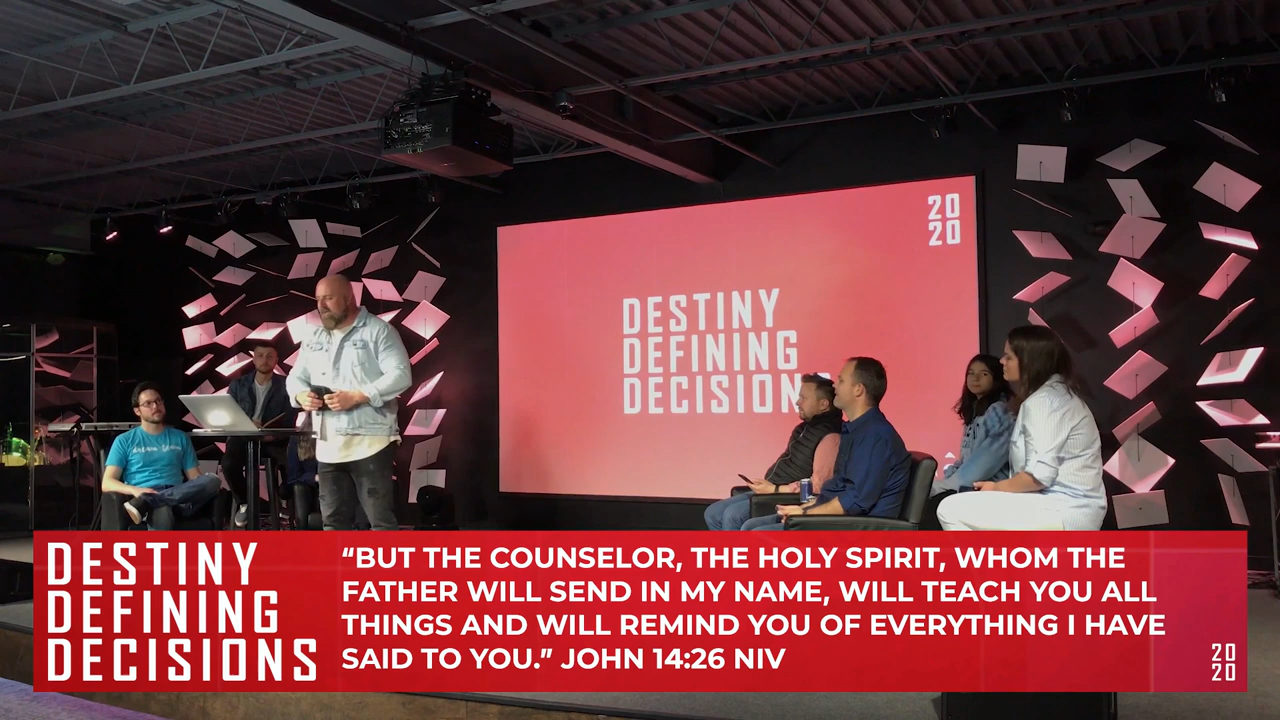 20
20
DESTINY
DEFINING
DECISION
DESTINY
DEFINING
DECISIONS
“BUT THE COUNSELOR, THE HOLY SPIRIT, WHOM THE
FATHER WILL SEND IN MY NAME, WILL TEACH YOU ALL
THINGS AND WILL REMIND YOU OF EVERYTHING I HAVE
SAID TO YOU.” JOHN 14:26 NIV
20
20